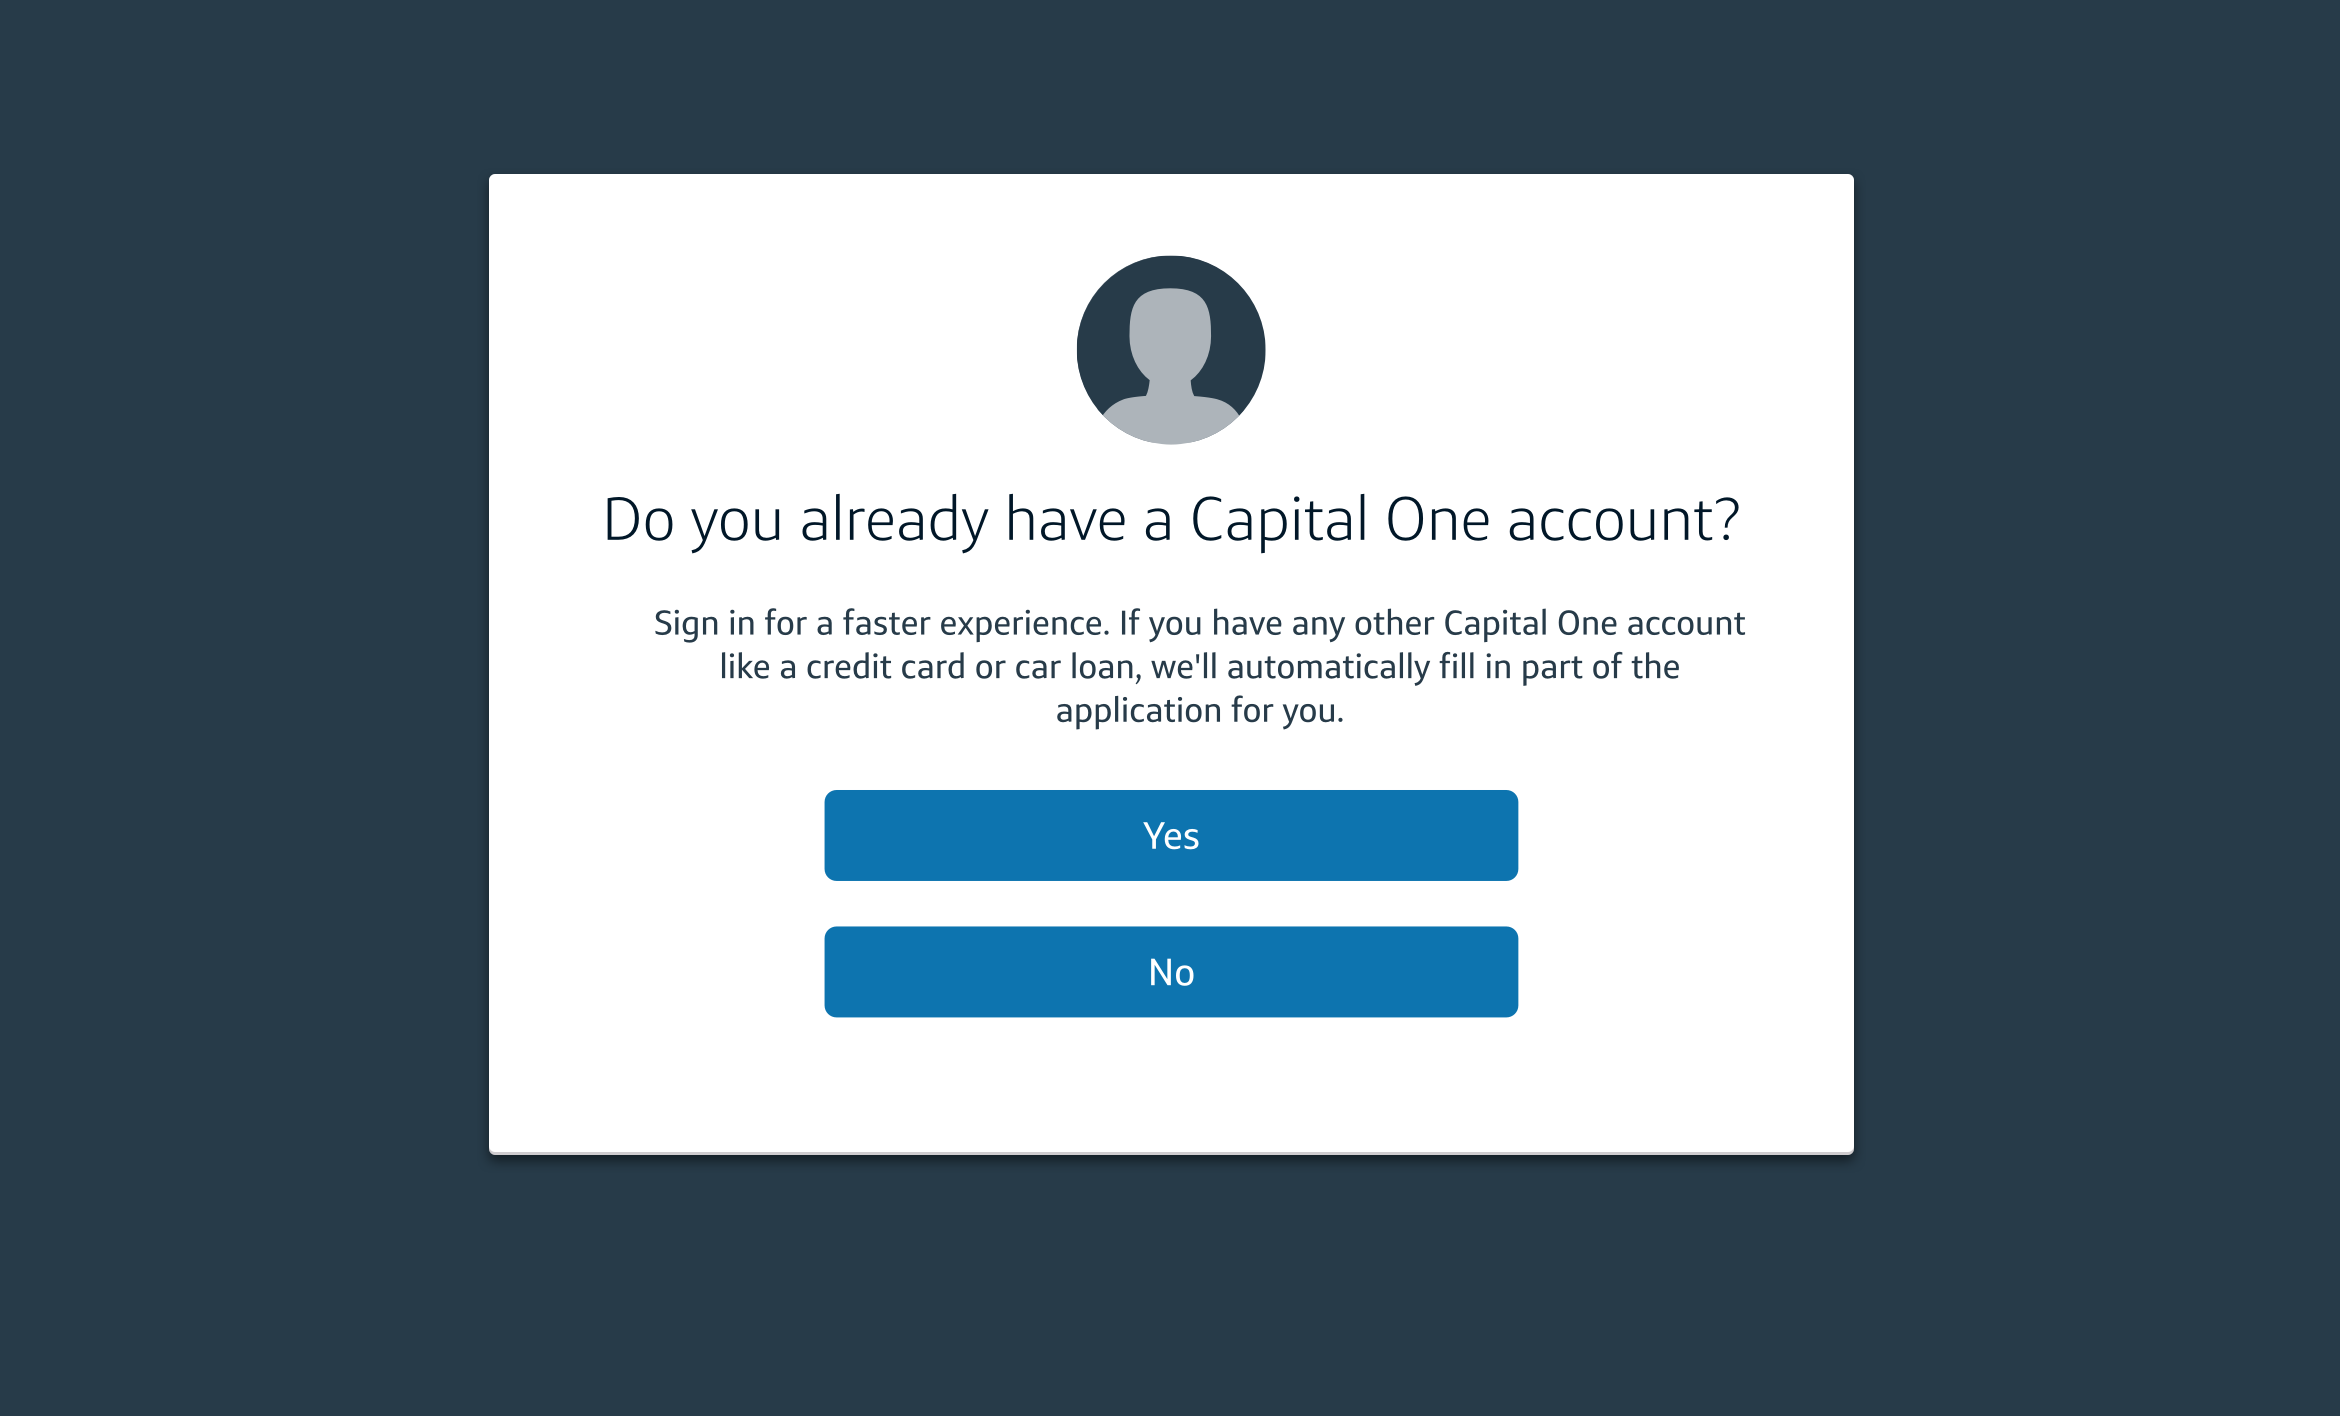 Do you already have a Capital One account?
Sign in for a faster experience. If you have any other Capital One account
like a credit card or car loan, we'll automatically fill in part of the
application for you.
Yes
No